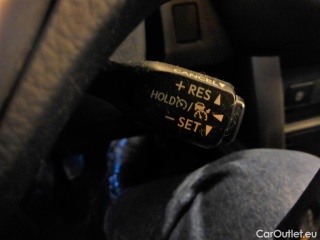 CANCEL
+ RES
HOLD /
– SET
CarOutlet.eu